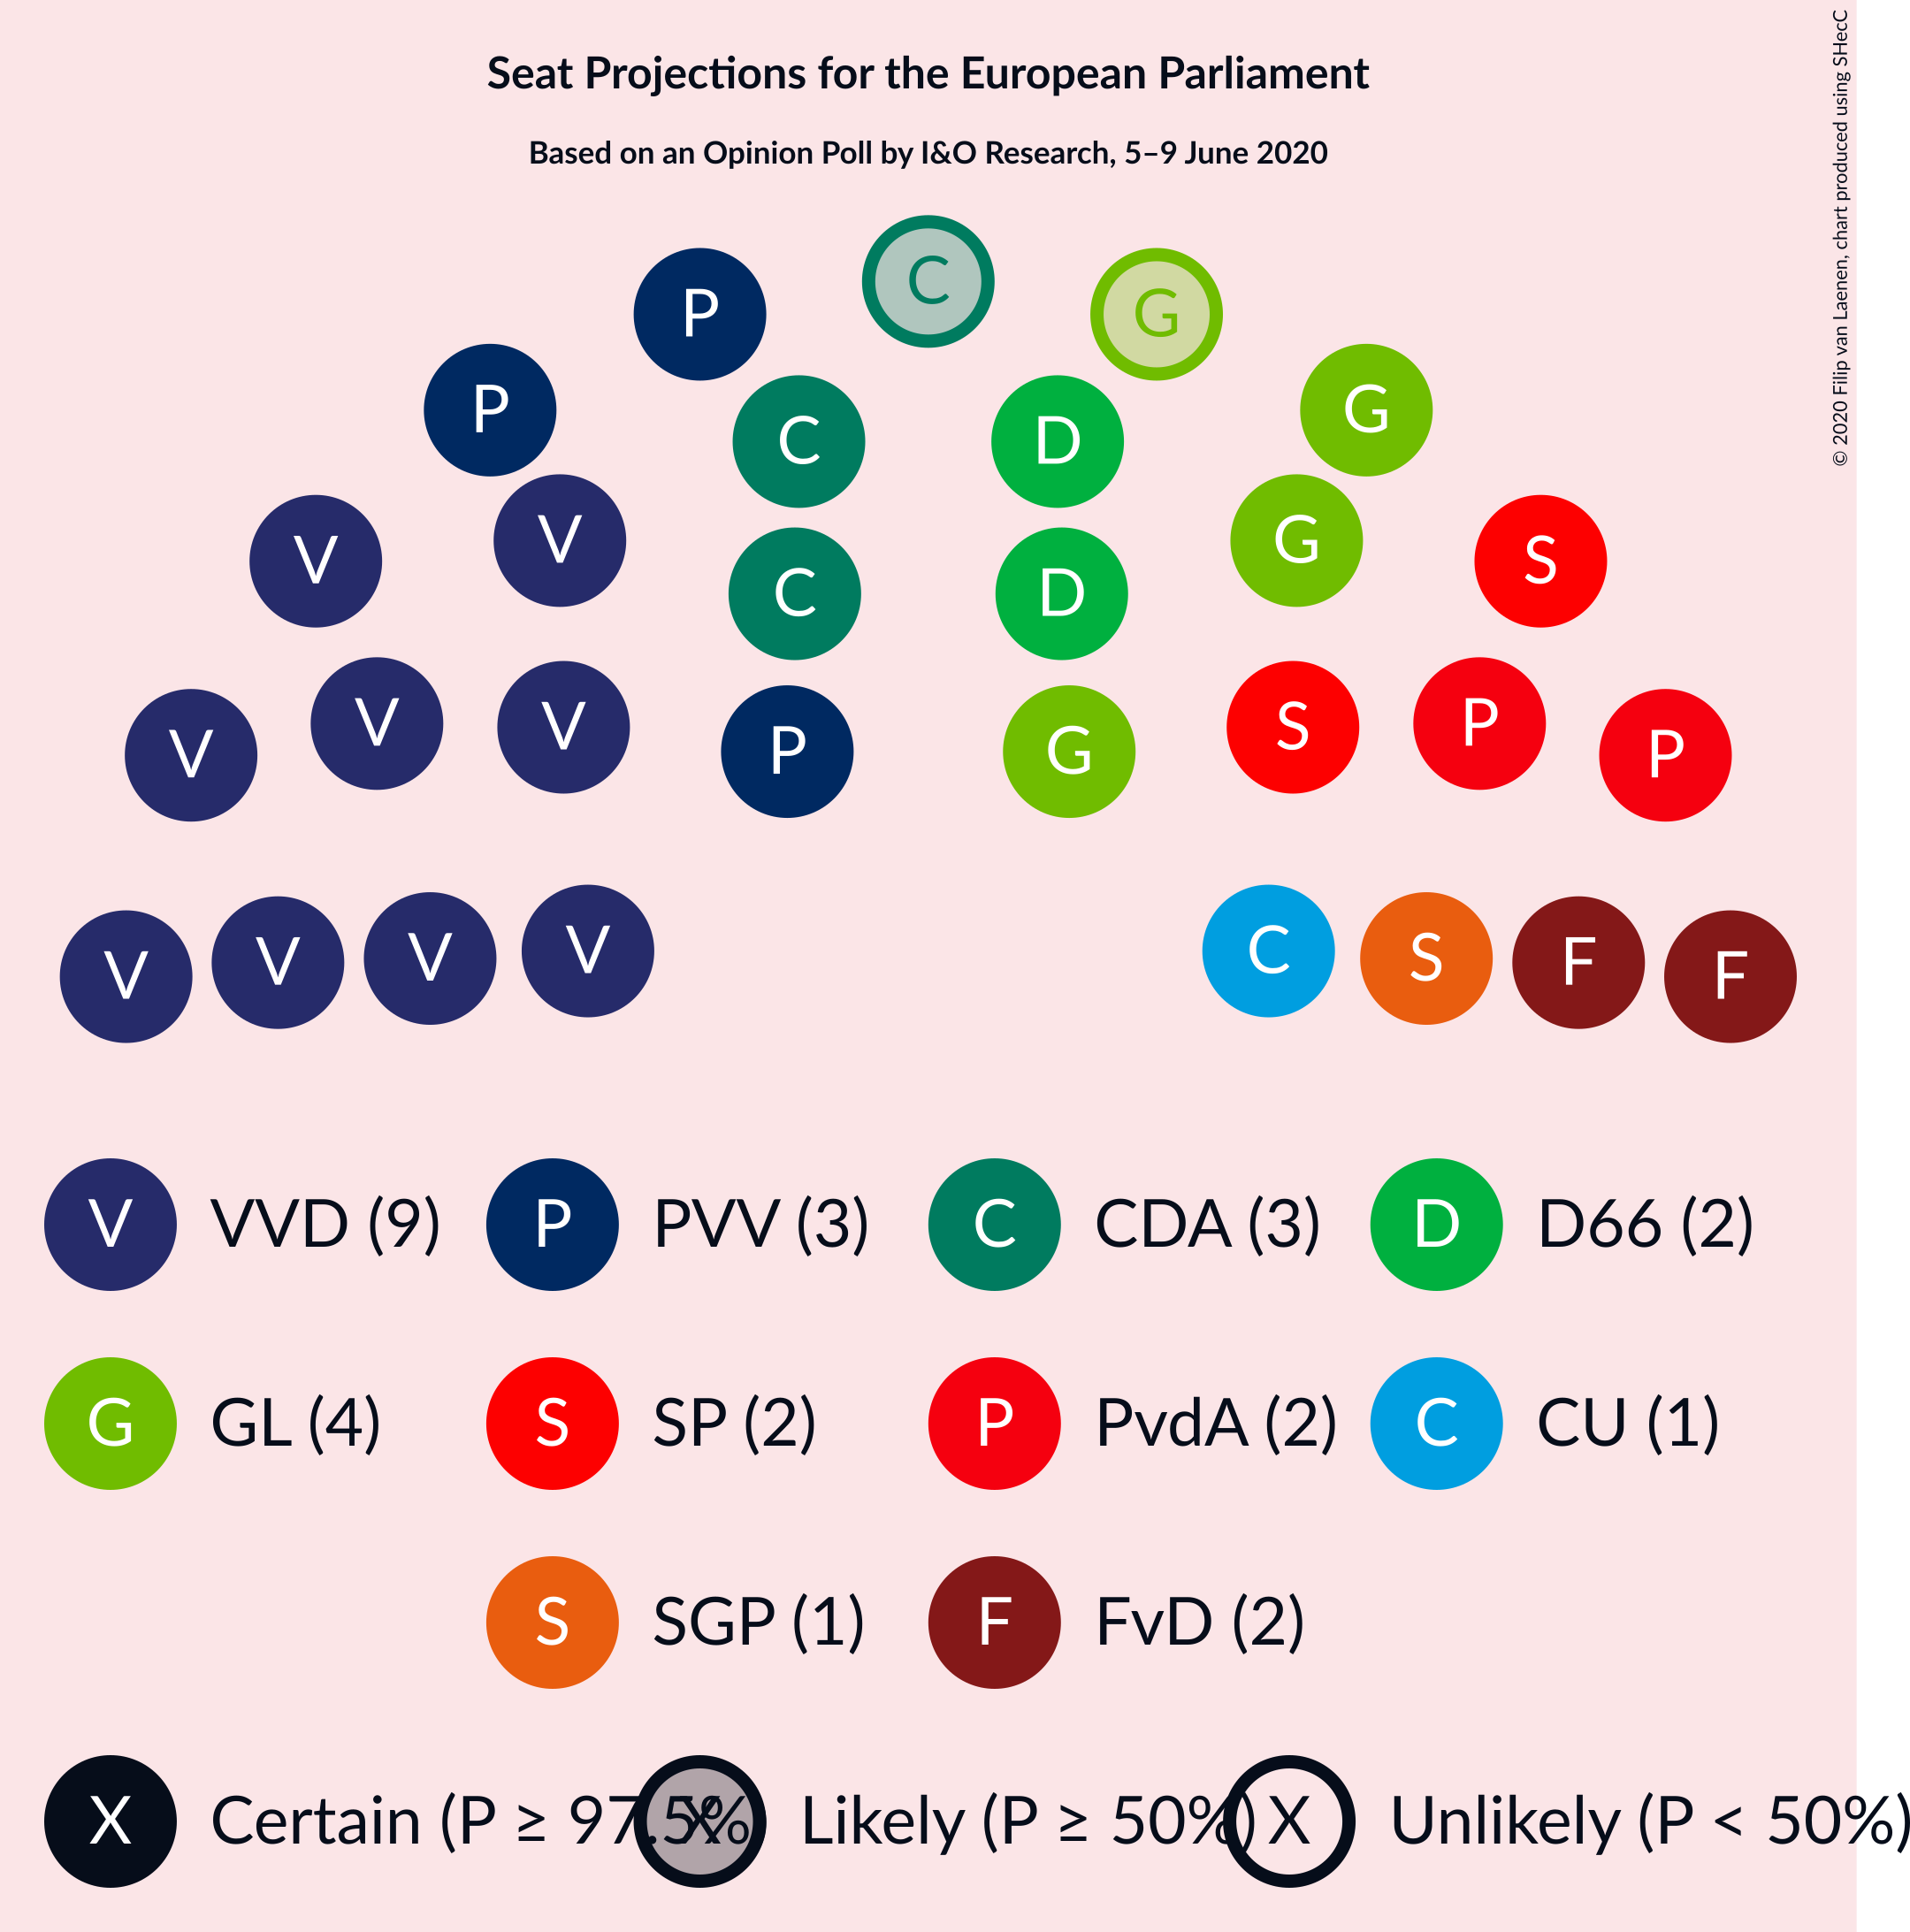 Seat Projections for the European Parliament
Based on an Opinion Poll by I&O Research, 5–9 June 2020
© 2020 Filip van Laenen, chart produced using SHecC
C
P G
P G
C D
V V G S
C D
V V V P G S P P
V V V V C S F F
V VVD (9) P PVV (3) C CDA (3) D D66 (2)
G GL (4) S SP (2) P PvdA (2) C CU (1)
S SGP (1) F FvD (2)
X Certain (P ≥ 97.5% X Likely (P ≥ 50%) X Unlikely (P < 50%)